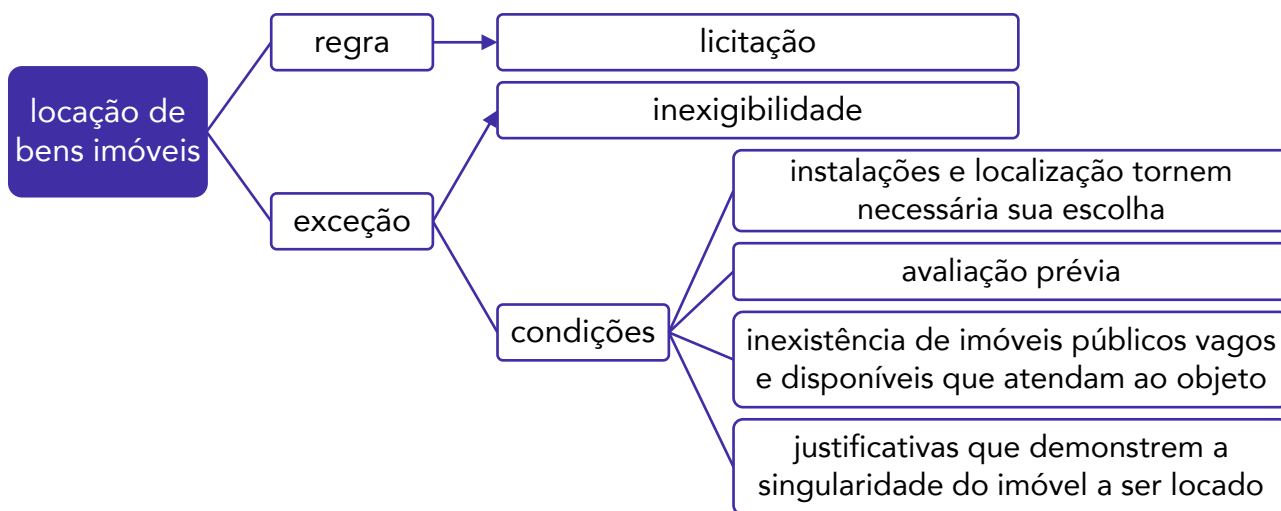 locação de
bens imóveis
regra
licitação
exceção
inexigibilidade
condições
instalações e localização tornem
necessária sua escolha
avaliação prévia
inexistência de imóveis públicos vagos
e disponíveis que atendam ao objeto
justificativas que demonstrem a
singularidade do imóvel a ser locado